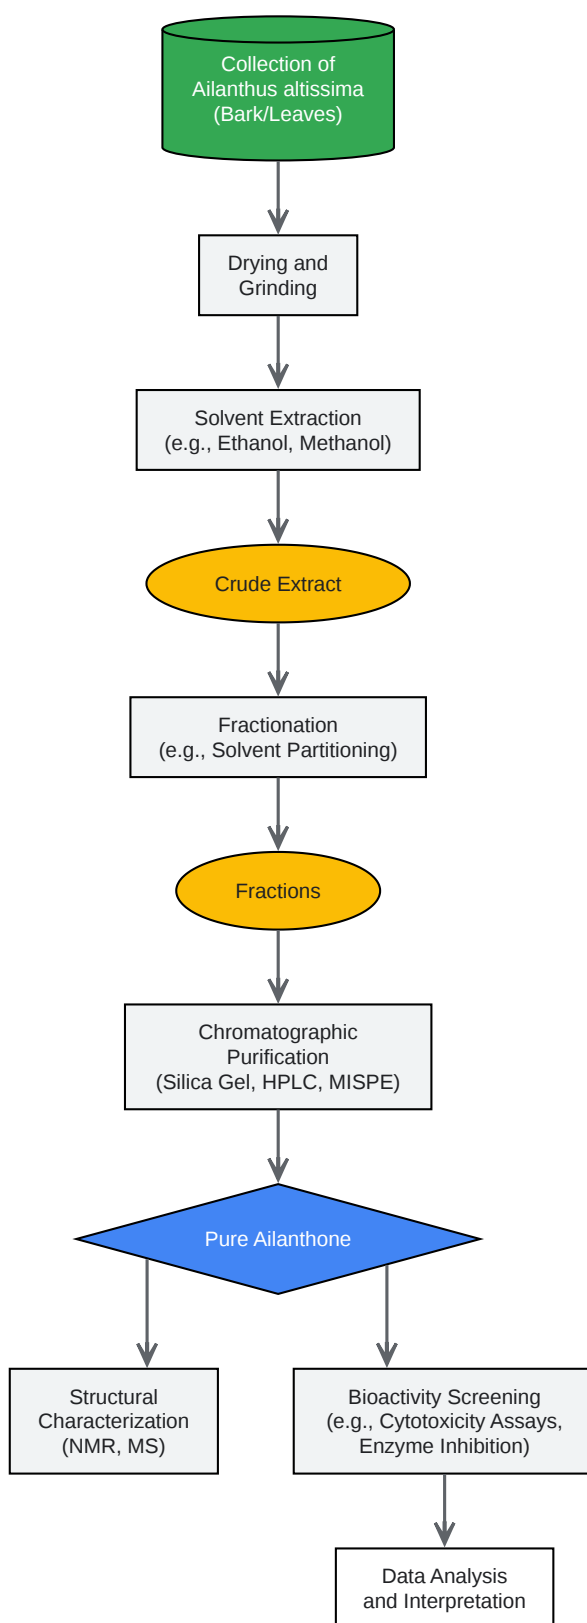 Collection of
Ailanthus altissima
(Bark/Leaves)
Drying and
Grinding
Solvent Extraction
(e.g., Ethanol, Methanol)
Crude Extract
Fractionation
(e.g., Solvent Partitioning)
Fractions
Chromatographic
Purification
(Silica Gel, HPLC, MISPE)
Pure Ailanthone
Structural
Characterization
(NMR, MS)
Bioactivity Screening
(e.g., Cytotoxicity Assays,
Enzyme Inhibition)
Data Analysis
and Interpretation